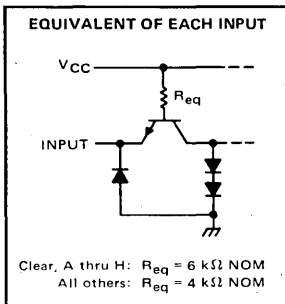 EQUIVALENT OF EACH INPUT
VCC
Req
INPUT
Clear, A thru H: Req = 6 kΩ NOM
All others: Req = 4 kΩ NOM